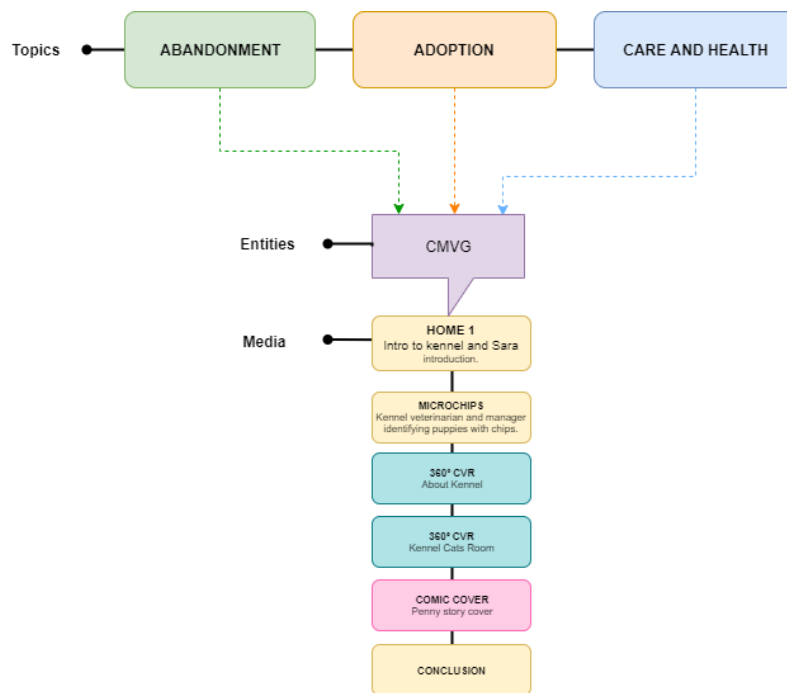 Topics
ABANDONMENT
ADOPTION
CARE AND HEALTH
Entities
CMVG
Media
HOME 1
Intro to kennel and Sara
introduction.
MICROCHIPS
Kennel veterinarian and manager
identifying puppies with chips.
360º CVR
About Kennel
360º CVR
Kennel Cats Room
COMIC COVER
Penny story cover
CONCLUSION